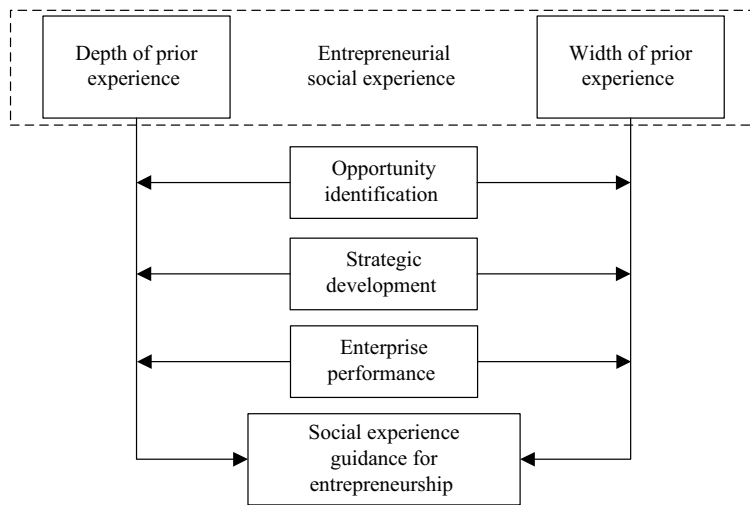 Depth of prior
experience
Entrepreneurial
social experience
Width of prior
experience
Opportunity
identification
Strategic
development
Enterprise
performance
Social experience
guidance for
entrepreneurship